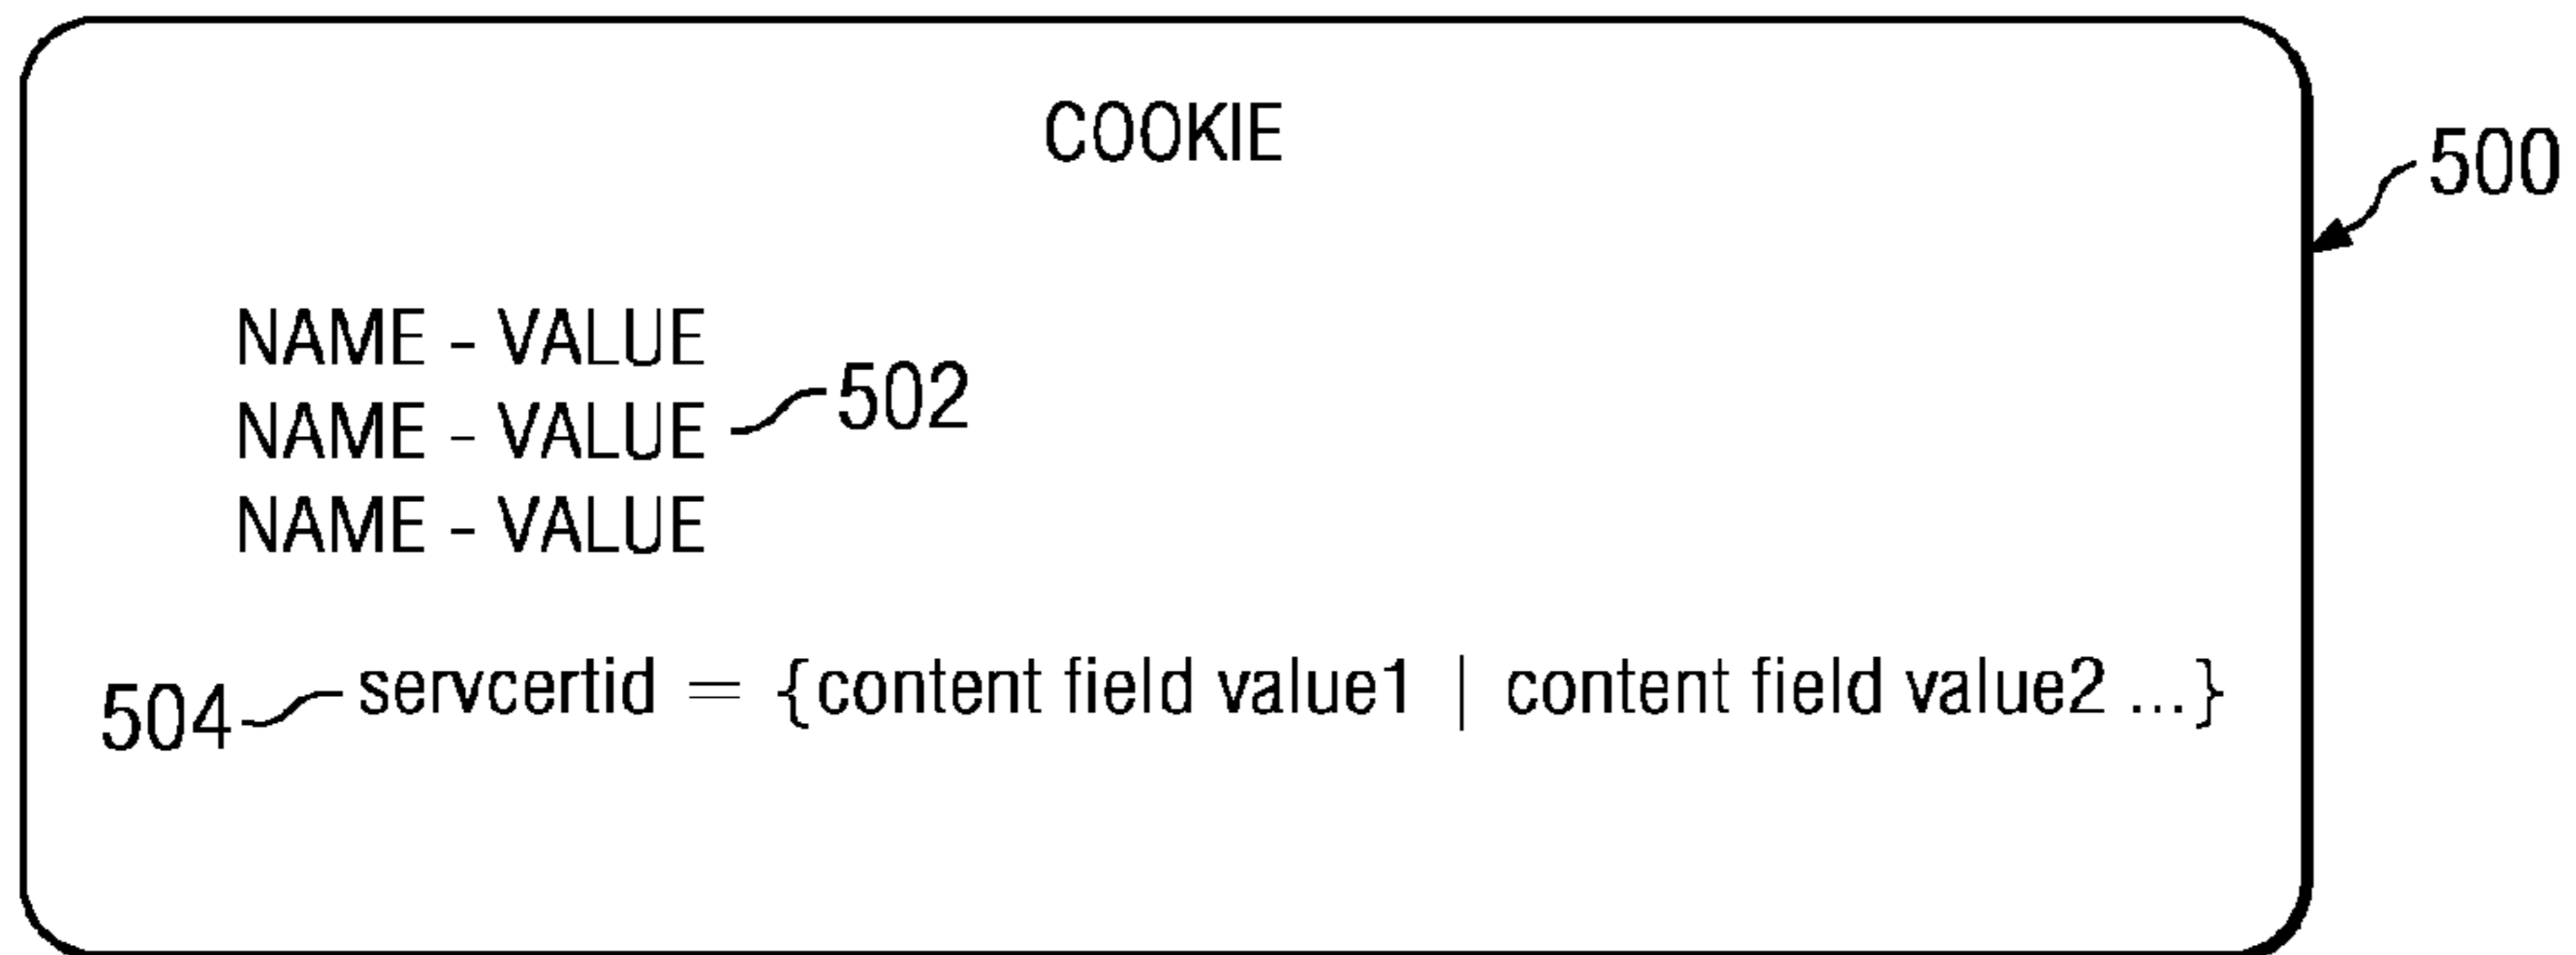 COOKIE
500
NAME - VALUE
NAME - VALUE 502
NAME - VALUE
504 servcertid = {content field value1 | content field value2 ...}